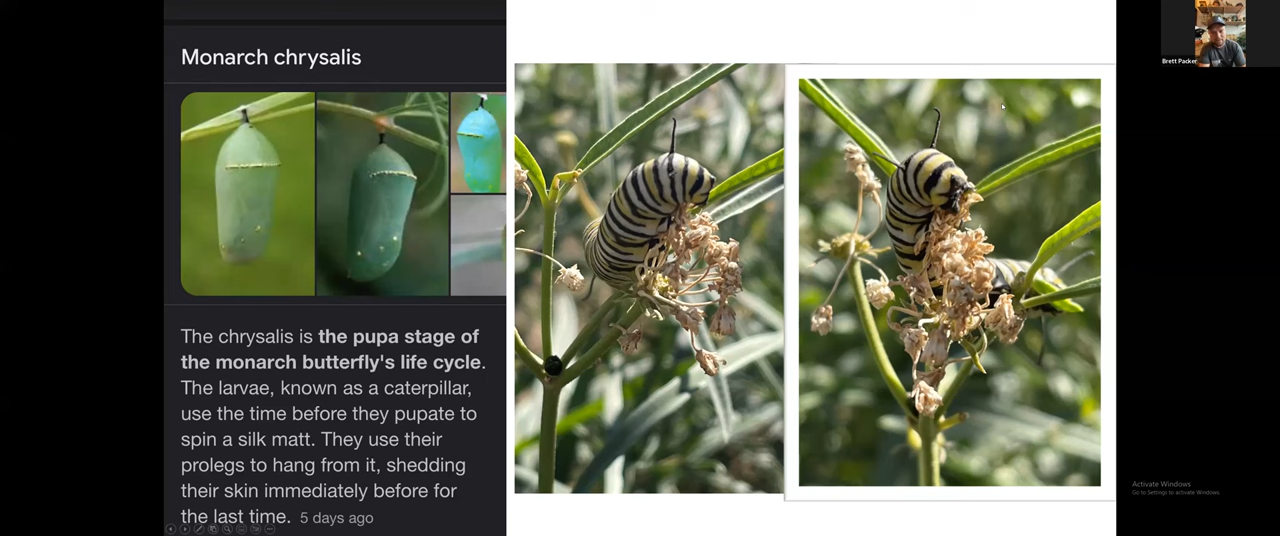 Monarch chrysalis
The chrysalis is the pupa stage of
the monarch butterfly's life cycle.
The larvae, known as a caterpillar,
use the time before they pupate to
spin a silk matt. They use their
prolegs to hang from it, shedding
their skin immediately before for
the last time. 5 days ago
Brett Packer
Activate Windows
Go to Settings to activate Windows.